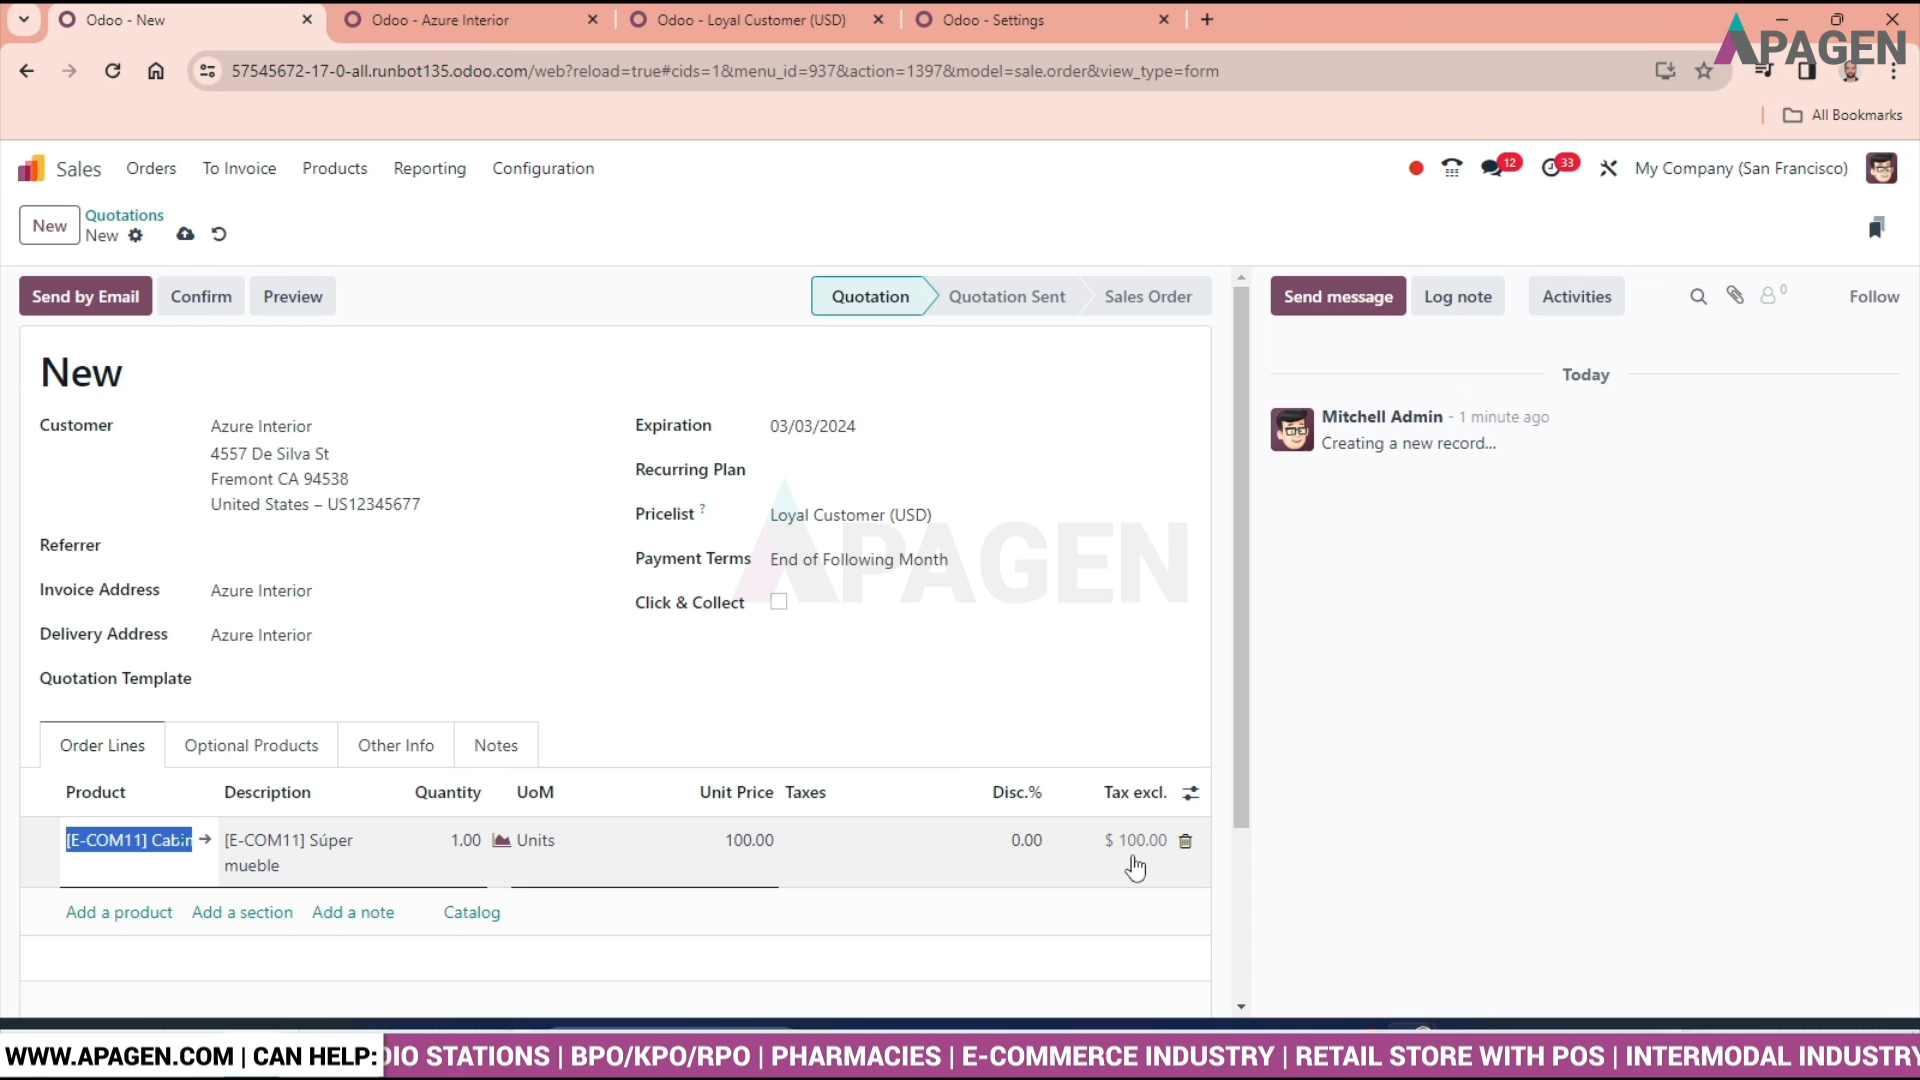 Odoo - New
Odoo - Azure Interior
Odoo - Loyal Customer (USD)
Odoo - Settings
APAGEN
57545672-17-0-all.runbot135.odoo.com/web?reload=true#cids=1&menu_id=937&action=1397&model=sale.order&view_type=form
All Bookmarks
Sales Orders To Invoice Products Reporting Configuration
12 33 My Company (San Francisco)
New Quotations
New
Send by Email Confirm Preview
Quotation Quotation Sent Sales Order
Send message Log note Activities 0 Follow
New
Today
Customer Azure Interior
4557 De Silva St
Fremont CA 94538
United States – US12345677
Expiration 03/03/2024
Mitchell Admin - 1 minute ago
Creating a new record...
Recurring Plan
Pricelist ? Loyal Customer (USD)
APAGEN
Referrer
Payment Terms End of Following Month
Invoice Address Azure Interior
Click & Collect
Delivery Address Azure Interior
Quotation Template
Order Lines Optional Products Other Info Notes
Product Description Quantity UoM Unit Price Taxes Disc.% Tax excl.
[E-COM11] Cabin [E-COM11] Súper 1.00 Units 100.00 0.00 $ 100.00
mueble
Add a product Add a section Add a note Catalog
WWW.APAGEN.COM | CAN HELP: DIO STATIONS | BPO/KPO/RPO | PHARMACIES | E-COMMERCE INDUSTRY | RETAIL STORE WITH POS | INTERMODAL INDUSTRY